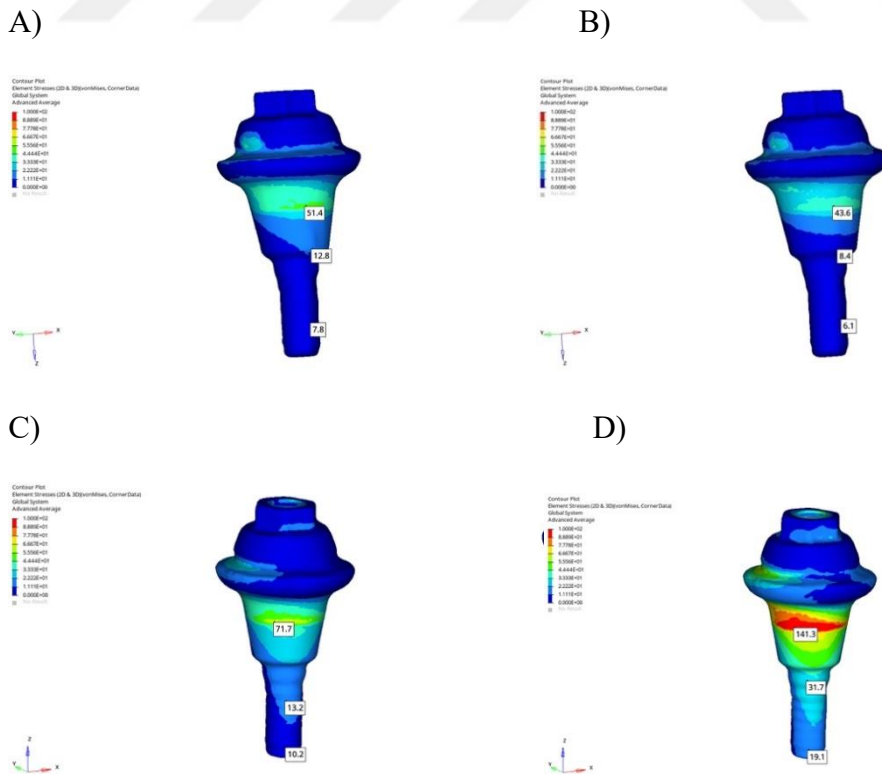 A)
B)
Contour Plot
Element Stresses (2D & 3D)(vonMises, CornerData)
Global System
Advanced Average
1.000E+02
8.889E+01
7.778E+01
6.667E+01
5.556E+01
4.444E+01
3.333E+01
2.222E+01
1.111E+01
0.000E+00
No Result
51.4
12.8
7.8
Y
X
Z
Contour Plot
Element Stresses (2D & 3D)(vonMises, CornerData)
Global System
Advanced Average
1.000E+02
8.889E+01
7.778E+01
6.667E+01
5.556E+01
4.444E+01
3.333E+01
2.222E+01
1.111E+01
0.000E+00
No Result
43.6
8.4
6.1
Y
X
Z
C)
D)
Contour Plot
Element Stresses (2D & 3D)(vonMises, CornerData)
Global System
Advanced Average
1.000E+02
8.889E+01
7.778E+01
6.667E+01
5.556E+01
4.444E+01
3.333E+01
2.222E+01
1.111E+01
0.000E+00
No Result
71.7
13.2
10.2
Z
Y
X
Contour Plot
Element Stresses (2D & 3D)(vonMises, CornerData)
Global System
Advanced Average
1.000E+02
8.889E+01
7.778E+01
6.667E+01
5.556E+01
4.444E+01
3.333E+01
2.222E+01
1.111E+01
0.000E+00
No Result
141.3
31.7
19.1
Z
Y
X